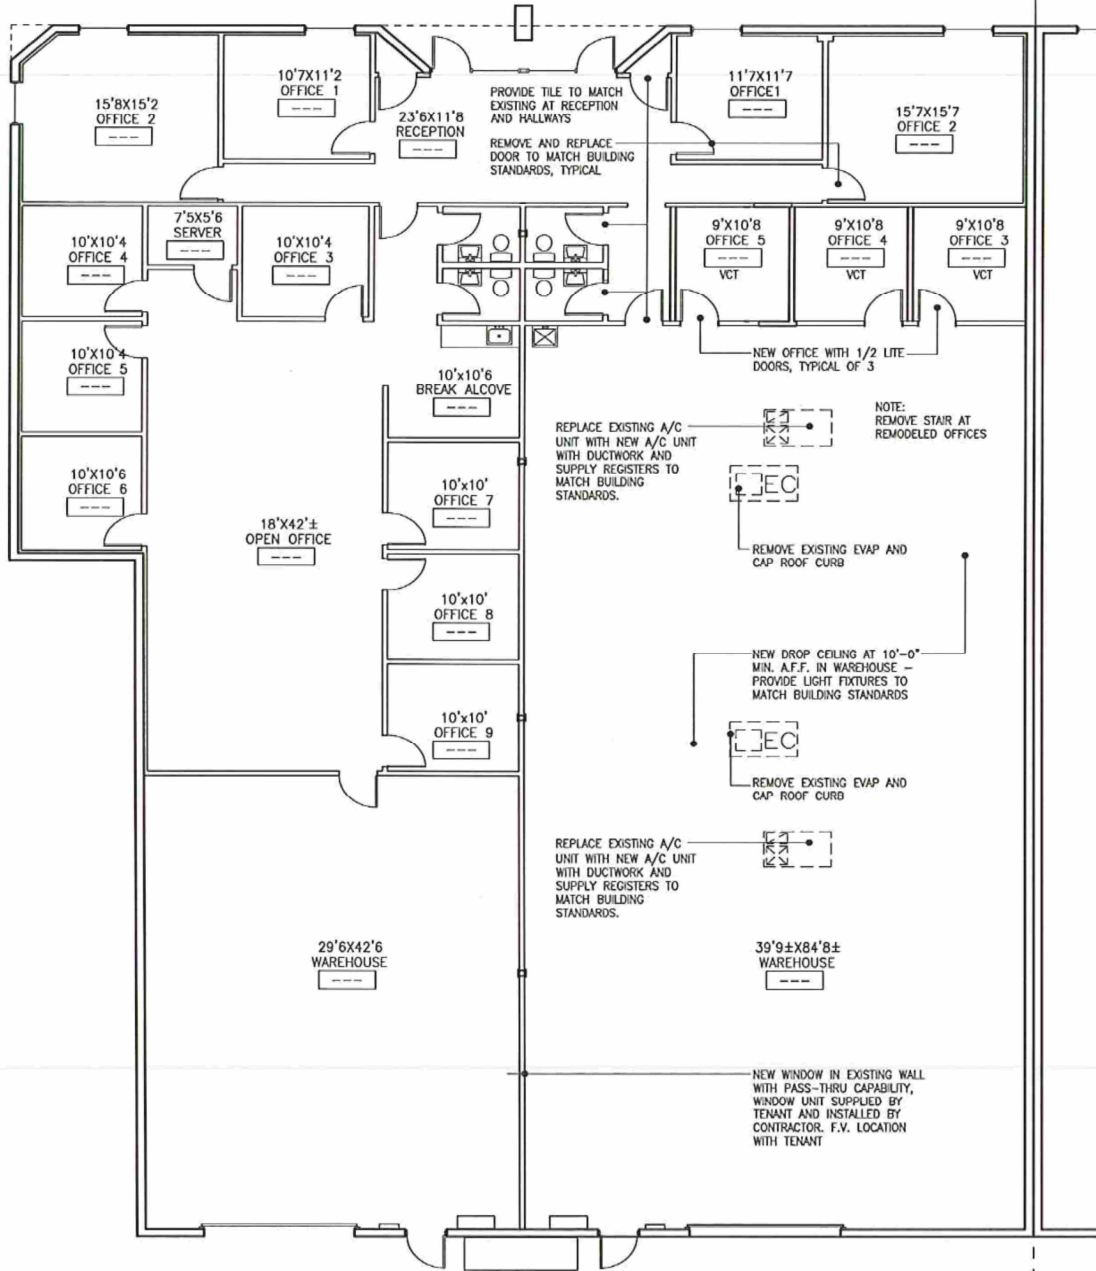 15'8X15'2
OFFICE 2
---
10'7X11'2
OFFICE 1
---
23'6X11'8
RECEPTION
---
PROVIDE TILE TO MATCH
EXISTING AT RECEPTION
AND HALLWAYS
REMOVE AND REPLACE
DOOR TO MATCH BUILDING
STANDARDS, TYPICAL
11'7X11'7
OFFICE1
---
15'7X15'7
OFFICE 2
---
10'X10'4
OFFICE 4
---
7'5X5'6
SERVER
---
10'X10'4
OFFICE 3
---
9'X10'8
OFFICE 5
---
VCT
9'X10'8
OFFICE 4
---
VCT
9'X10'8
OFFICE 3
---
VCT
10'X10'4
OFFICE 5
---
10'x10'6
BREAK ALCOVE
---
NEW OFFICE WITH 1/2 LITE
DOORS, TYPICAL OF 3
NOTE:
REMOVE STAIR AT
REMODELED OFFICES
REPLACE EXISTING A/C
UNIT WITH NEW A/C UNIT
WITH DUCTWORK AND
SUPPLY REGISTERS TO
MATCH BUILDING
STANDARDS.
EC
10'X10'6
OFFICE 6
---
10'x10'
OFFICE 7
---
18'X42'±
OPEN OFFICE
---
REMOVE EXISTING EVAP AND
CAP ROOF CURB
10'x10'
OFFICE 8
---
NEW DROP CEILING AT 10'-0"
MIN. A.F.F. IN WAREHOUSE -
PROVIDE LIGHT FIXTURES TO
MATCH BUILDING STANDARDS
10'x10'
OFFICE 9
---
EC
REMOVE EXISTING EVAP AND
CAP ROOF CURB
REPLACE EXISTING A/C
UNIT WITH NEW A/C UNIT
WITH DUCTWORK AND
SUPPLY REGISTERS TO
MATCH BUILDING
STANDARDS.
29'6X42'6
WAREHOUSE
---
39'9±X84'8±
WAREHOUSE
---
NEW WINDOW IN EXISTING WALL
WITH PASS-THRU CAPABILITY,
WINDOW UNIT SUPPLIED BY
TENANT AND INSTALLED BY
CONTRACTOR. F.V. LOCATION
WITH TENANT